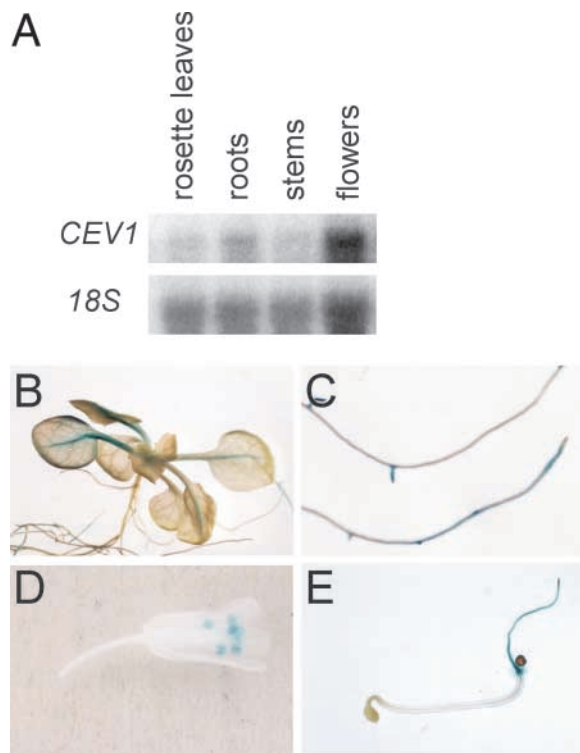 A
rosette leaves
roots
stems
flowers
CEV1
18S
B
C
D
E